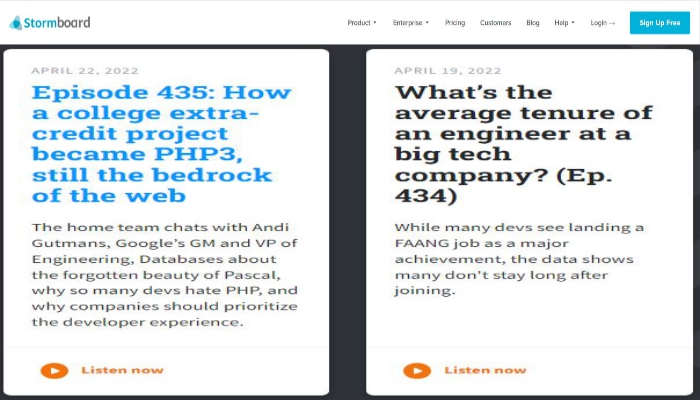 Stormboard
Product
Enterprise
Pricing
Customers
Blog
Help
Login →
Sign Up Free
APRIL 22, 2022
Episode 435: How
a college extra-
credit project
became PHP3,
still the bedrock
of the web
The home team chats with Andi
Gutmans, Google's GM and VP of
Engineering, Databases about
the forgotten beauty of Pascal,
why so many devs hate PHP, and
why companies should prioritize
the developer experience.
Listen now
APRIL 19, 2022
What's the
average tenure of
an engineer at a
big tech
company? (Ep.
434)
While many devs see landing a
FAANG job as a major
achievement, the data shows
many don't stay long after
joining.
Listen now